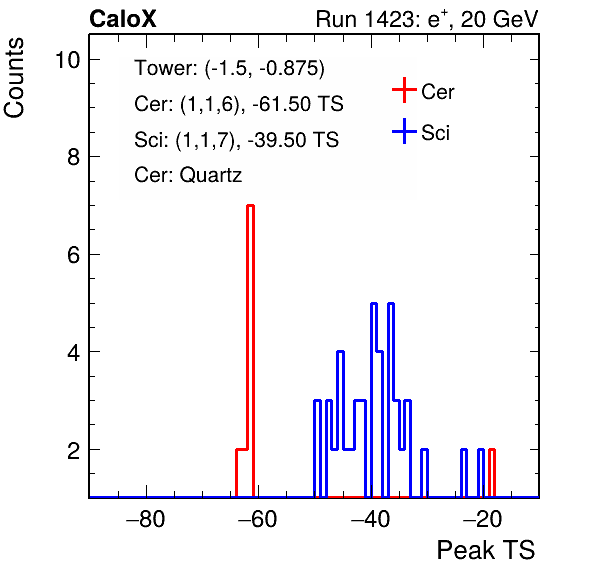 CaloX Run 1423: e⁺, 20 GeV
Counts
Tower: (-1.5, -0.875)
Cer: (1,1,6), -61.50 TS
Sci: (1,1,7), -39.50 TS
Cer: Quartz
Cer
Sci
10
8
6
4
2
−80 −60 −40 −20
Peak TS